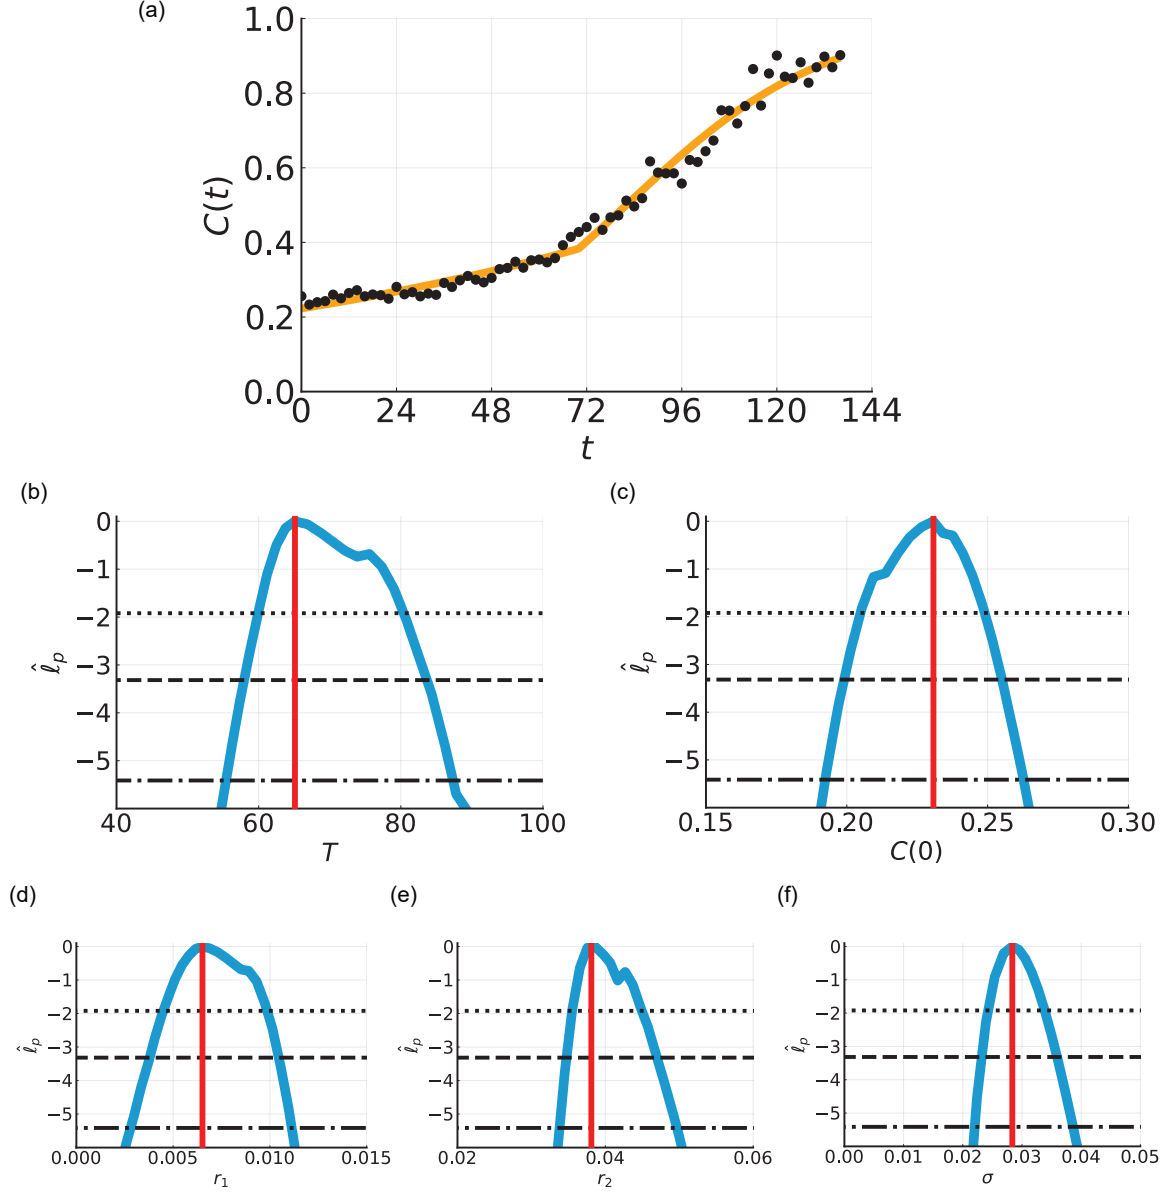 (a)
1.0
0.8
0.6
0.4
0.2
0.0
C(t)
0 24 48 72 96 120 144
t
(b)
0
−1
−2
−3
−4
−5
ℓ̂ₚ
40 60 80 100
T
(c)
0
−1
−2
−3
−4
−5
ℓ̂ₚ
0.15 0.20 0.25 0.30
C(0)
(d)
0
−1
−2
−3
−4
−5
ℓ̂ₚ
0.000 0.005 0.010 0.015
r₁
(e)
0
−1
−2
−3
−4
−5
ℓ̂ₚ
0.02 0.04 0.06
r₂
(f)
0
−1
−2
−3
−4
−5
ℓ̂ₚ
0.00 0.01 0.02 0.03 0.04 0.05
σ